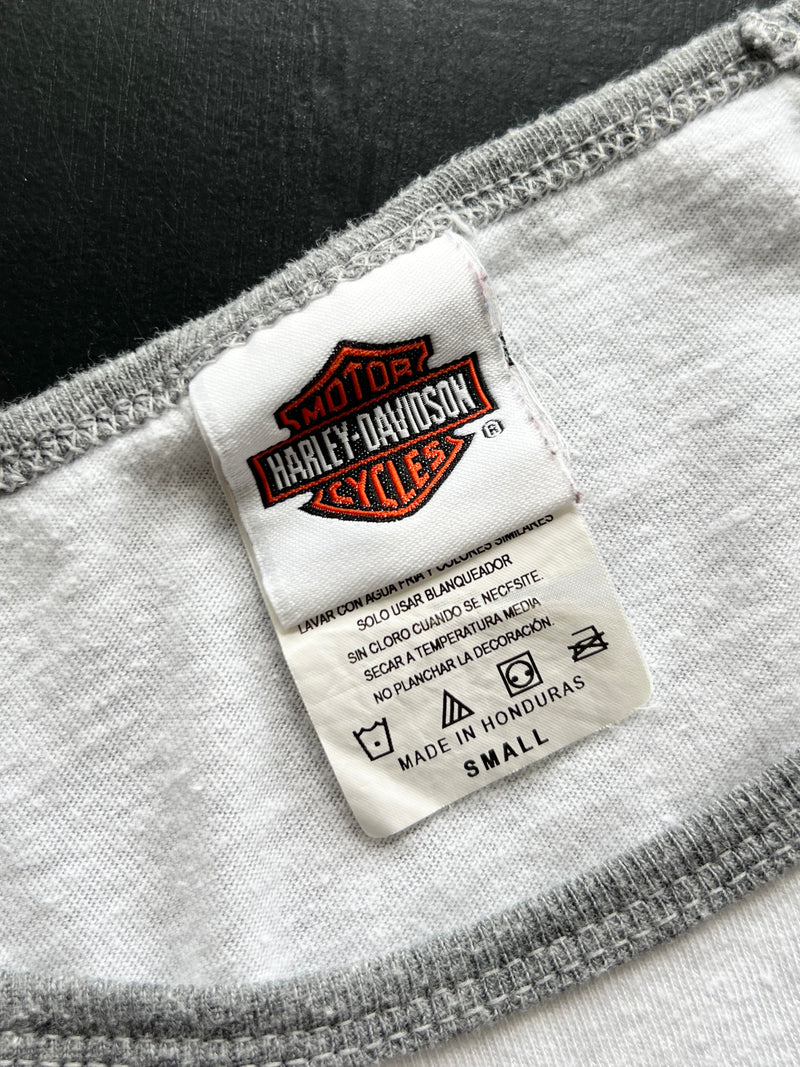 MOTOR
HARLEY-DAVIDSON
CYCLES
®
LAVAR CON AGUA FRIA Y COLORES SIMILARES
SOLO USAR BLANQUEADOR
SIN CLORO CUANDO SE NECESITE.
SECAR A TEMPERATURA MEDIA
NO PLANCHAR LA DECORACIÓN.
MADE IN HONDURAS
SMALL